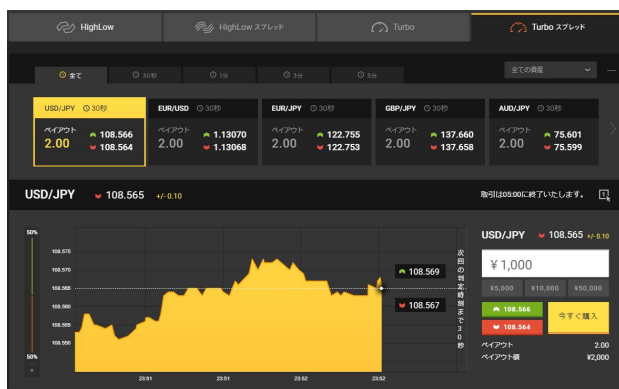 HighLow
HighLow スプレッド
Turbo
Turbo スプレッド
全て
30秒
1分
3分
5分
全ての資産
USD/JPY 30秒
ペイアウト
2.00
108.566
108.564
EUR/USD 30秒
ペイアウト
2.00
1.13070
1.13068
EUR/JPY 30秒
ペイアウト
2.00
122.755
122.753
GBP/JPY 30秒
ペイアウト
2.00
137.660
137.658
AUD/JPY 30秒
ペイアウト
2.00
75.601
75.599
USD/JPY 108.565 +/-0.10
取引は05:00に終了いたします。
1
50%
108.575
108.570
108.565
108.560
108.555
108.550
50%
×
108.569
108.567
次回の判定時刻まで30秒
23:51
23:51
23:52
23:52
USD/JPY 108.565 +/-0.10
¥ 1,000
¥5,000 ¥10,000 ¥50,000
108.566
108.564
今すぐ購入
ペイアウト 2.00
ペイアウト額 ¥2,000